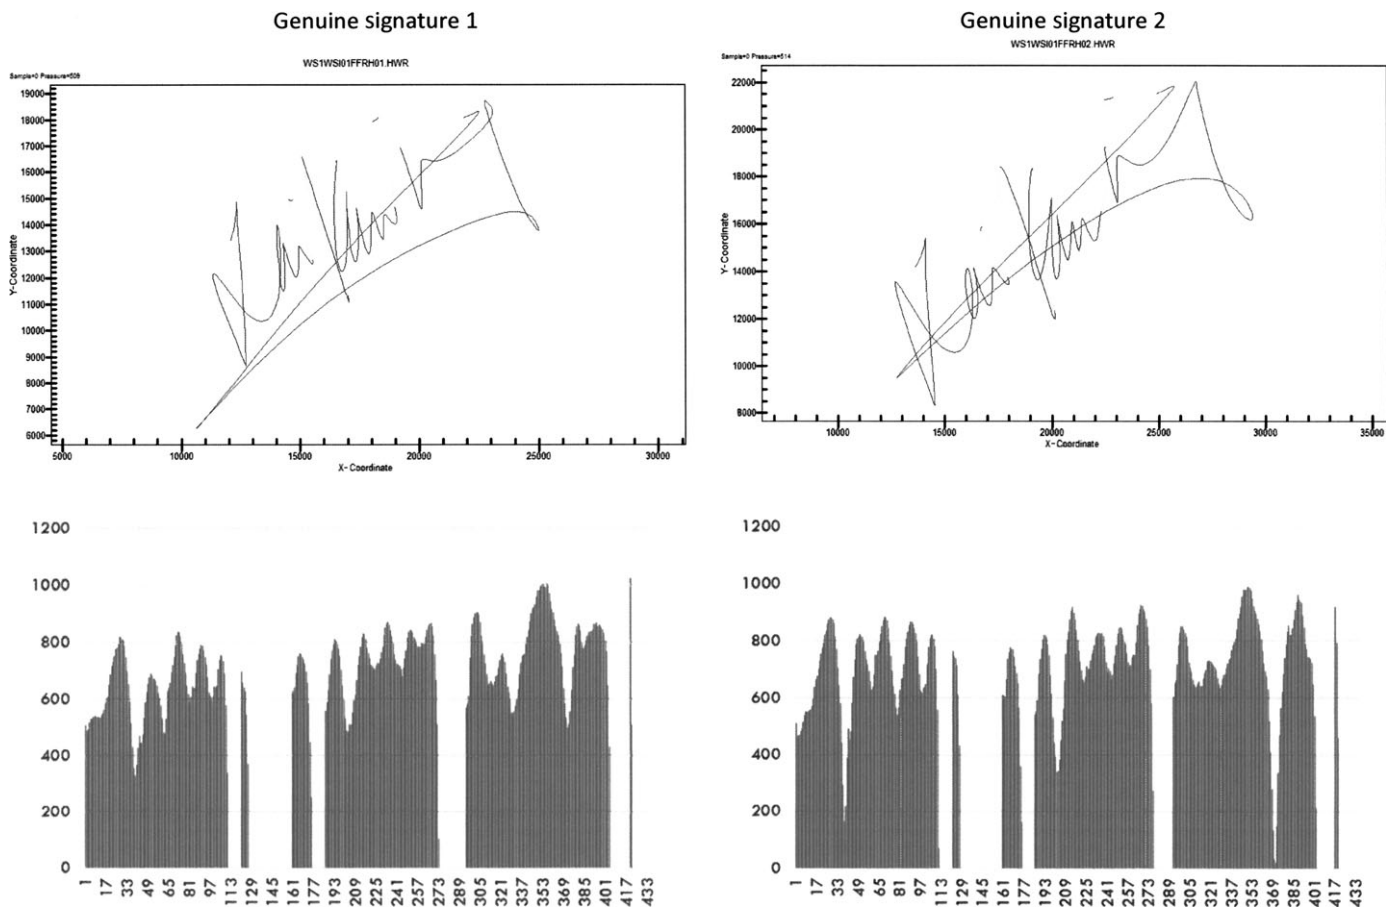 Genuine signature 1
WS1WSI01FFRH01.HWR
Sample=0 Pressure=508
19000
18000
17000
16000
15000
14000
13000
12000
11000
10000
9000
8000
7000
6000
Y-Coordinate
5000 10000 15000 20000 25000 30000
X- Coordinate
Genuine signature 2
WS1WSI01FFRH02.HWR
Sample=0 Pressure=514
22000
20000
18000
16000
14000
12000
10000
8000
Y- Coordinate
10000 15000 20000 25000 30000 35000
X- Coordinate
1200
1000
800
600
400
200
0
1 17 33 49 65 81 97 113 129 145 161 177 193 209 225 241 257 273 289 305 321 337 353 369 385 401 417 433
1200
1000
800
600
400
200
0
1 17 33 49 65 81 97 113 129 145 161 177 193 209 225 241 257 273 289 305 321 337 353 369 385 401 417 433